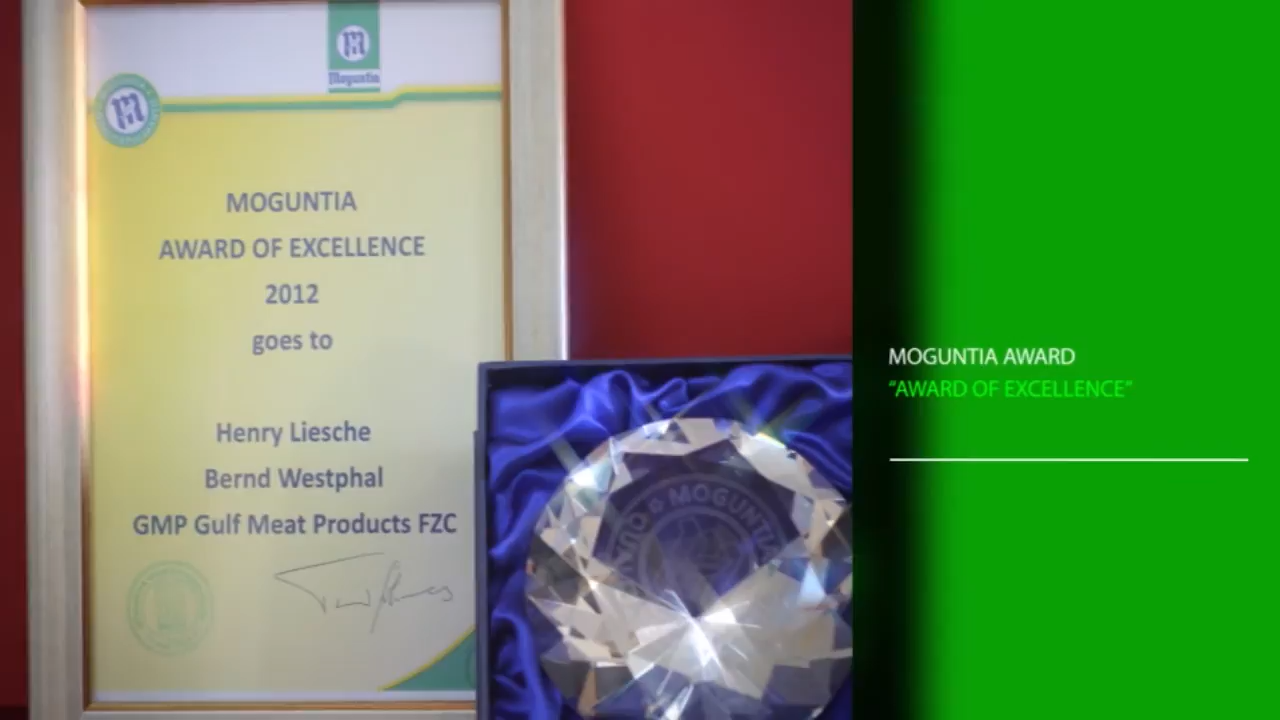 Moguntia
MOGUNTIA
AWARD OF EXCELLENCE
2012
goes to
Henry Liesche
Bernd Westphal
GMP Gulf Meat Products FZC
MOGUNTIA
MOGUNTIA AWARD
“AWARD OF EXCELLENCE”